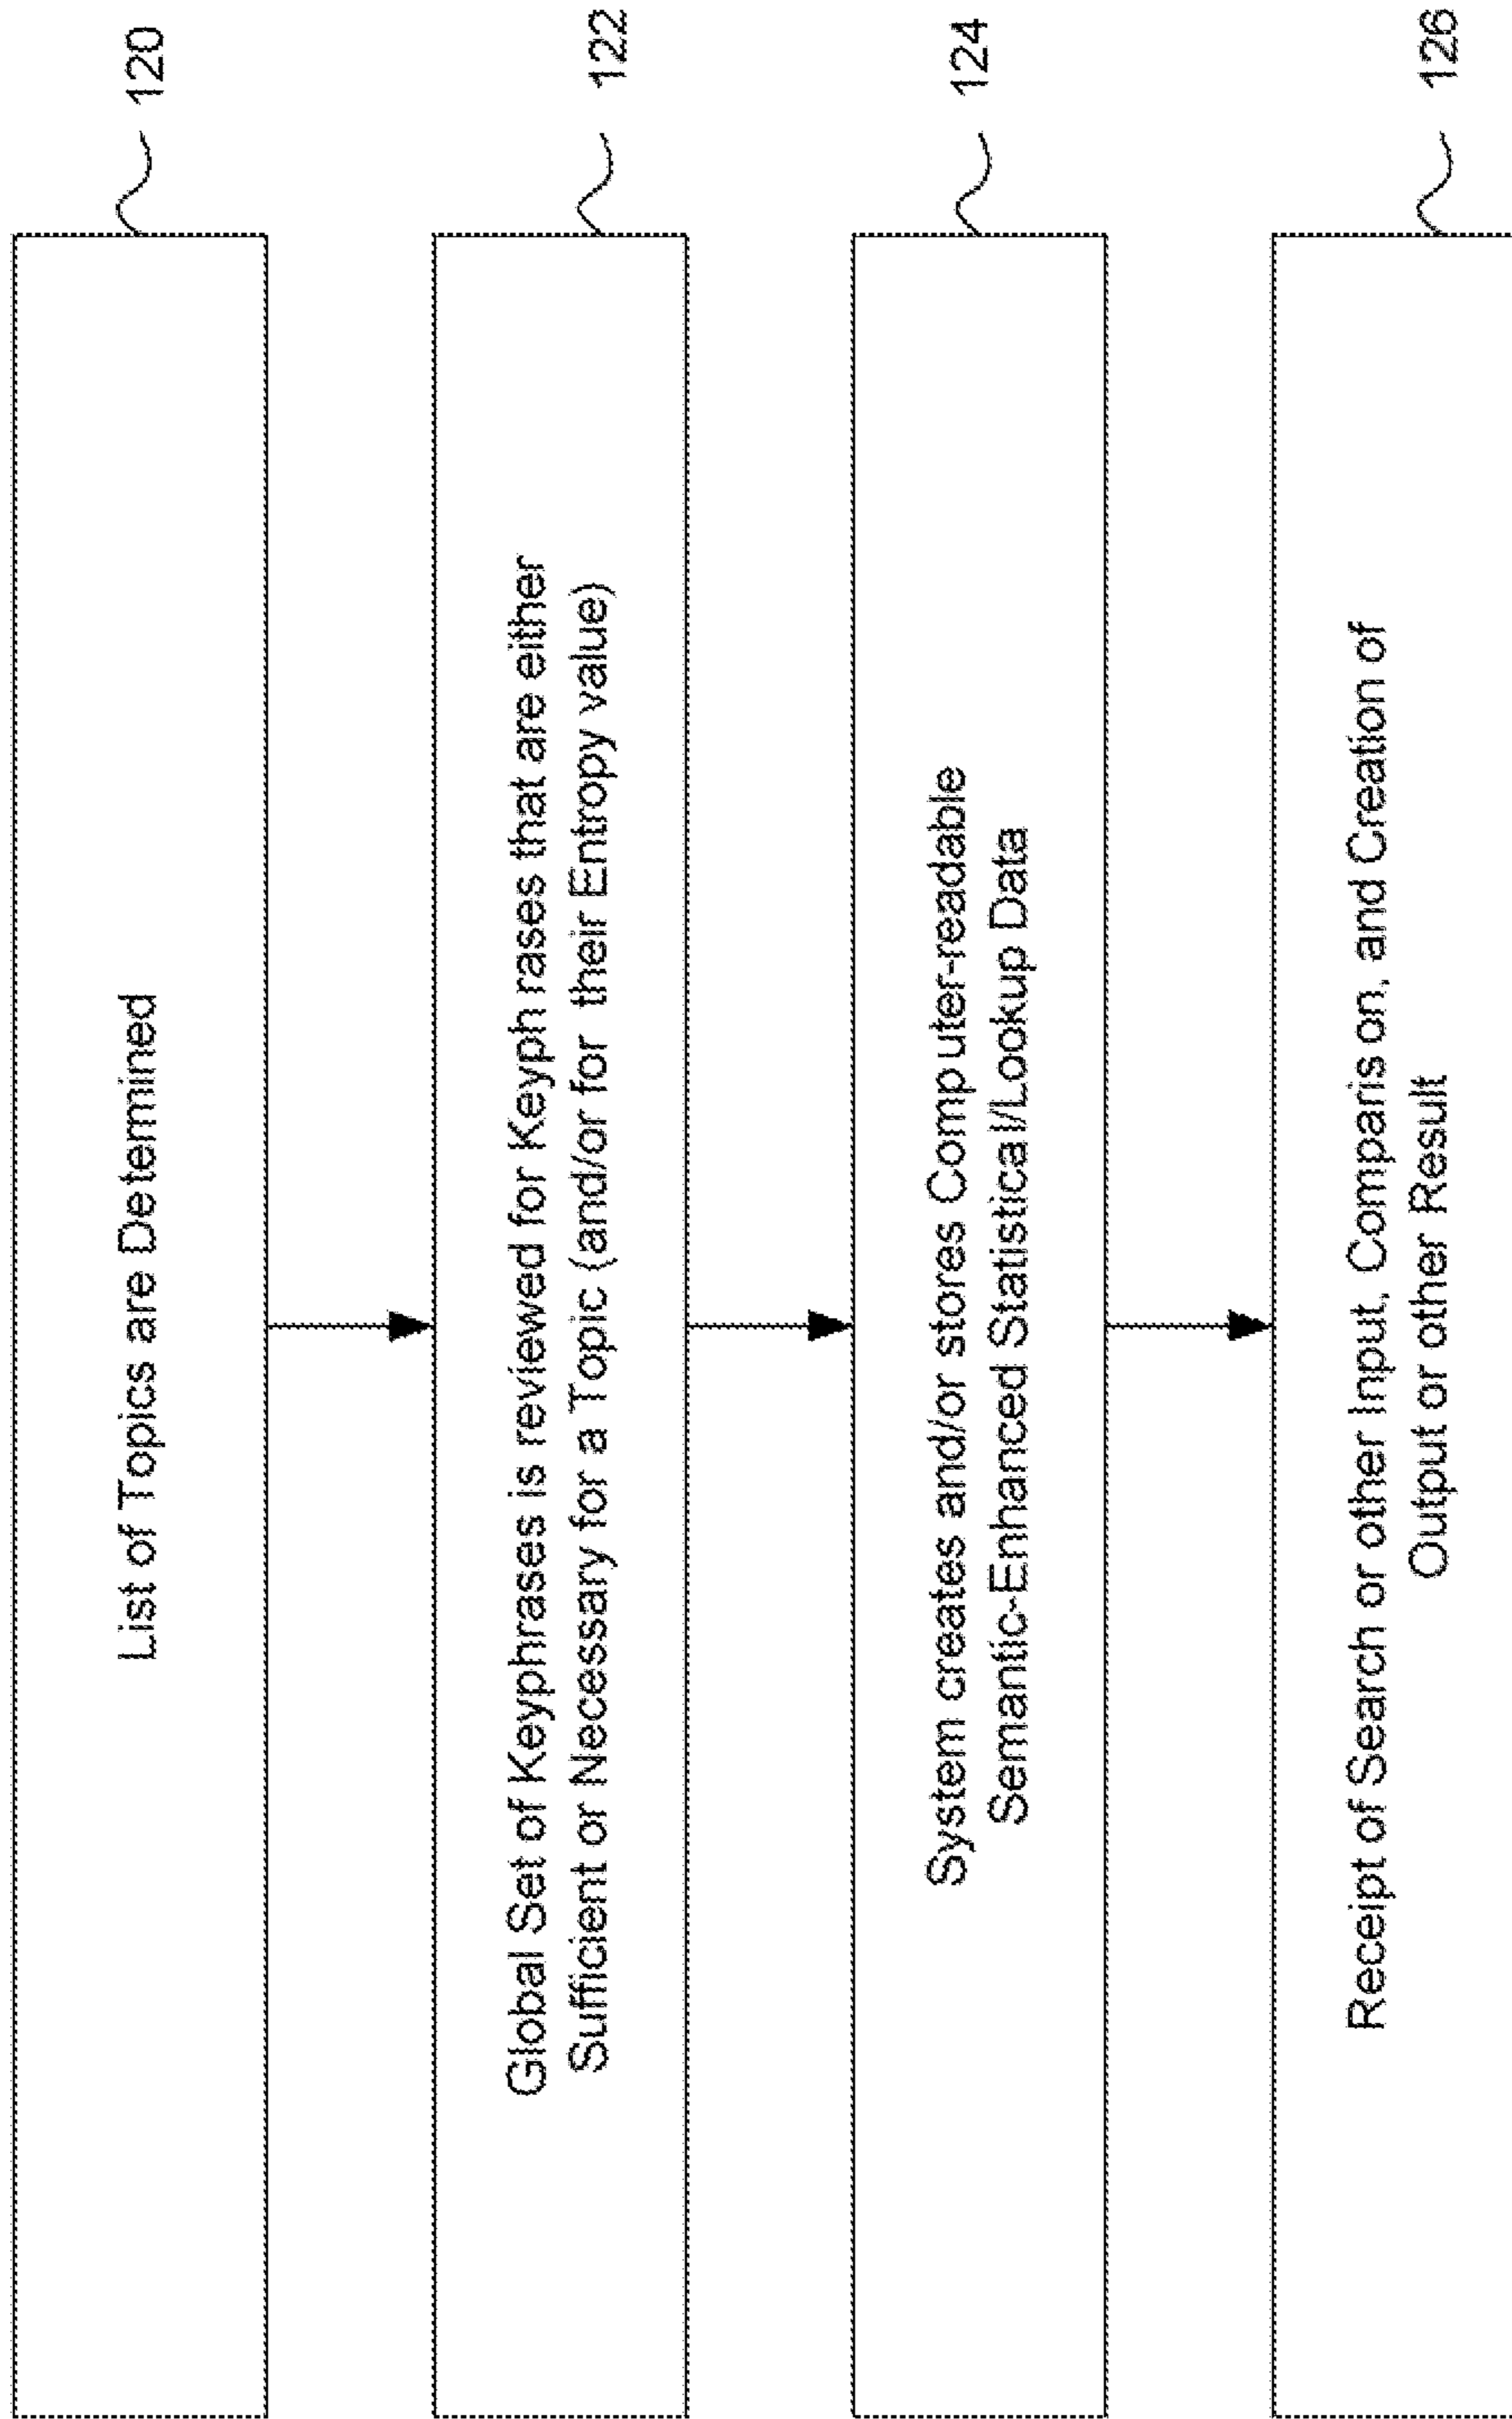 List of Topics are Determined
120
Global Set of Keyphrases is reviewed for Keyph rases that are either
Sufficient or Necessary for a Topic (and/or for their Entropy value)
122
System creates and/or stores Comp uter-readable
Semantic-Enhanced Statistical/Lookup Data
124
Receipt of Search or other Input, Comparis on, and Creation of
Output or other Result
126